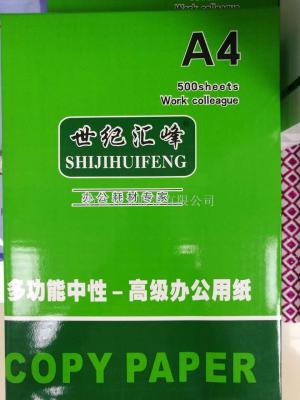 Work colleague
A4
500sheets
Work colleague
世纪汇峰®
SHIJIHUIFENG
办公耗材专家
有限公司
多功能中性－高级办公用纸
COPY PAPER